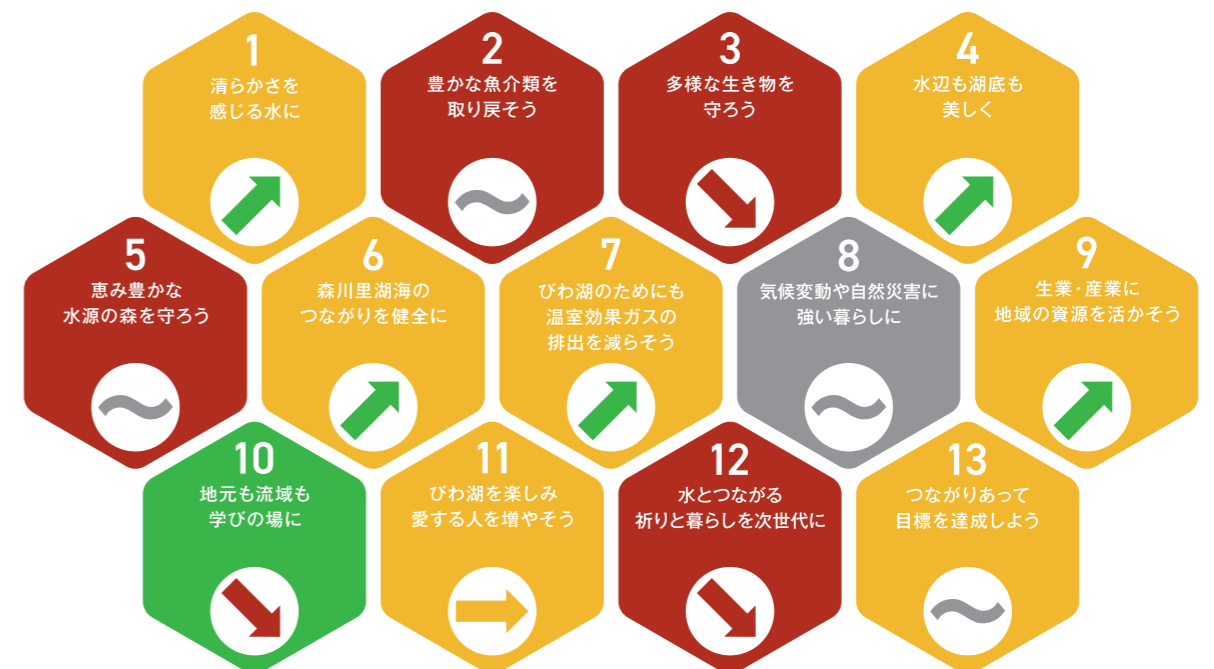 1
清らかさを
感じる水に
2
豊かな魚介類を
取り戻そう
3
多様な生き物を
守ろう
4
水辺も湖底も
美しく
5
恵み豊かな
水源の森を守ろう
6
森川里湖海の
つながりを健全に
7
びわ湖のためにも
温室効果ガスの
排出を減らそう
8
気候変動や自然災害に
強い暮らしに
9
生業・産業に
地域の資源を活かそう
10
地元も流域も
学びの場に
11
びわ湖を楽しみ
愛する人を増やそう
12
水とつながる
祈りと暮らしを次世代に
13
つながりあって
目標を達成しよう